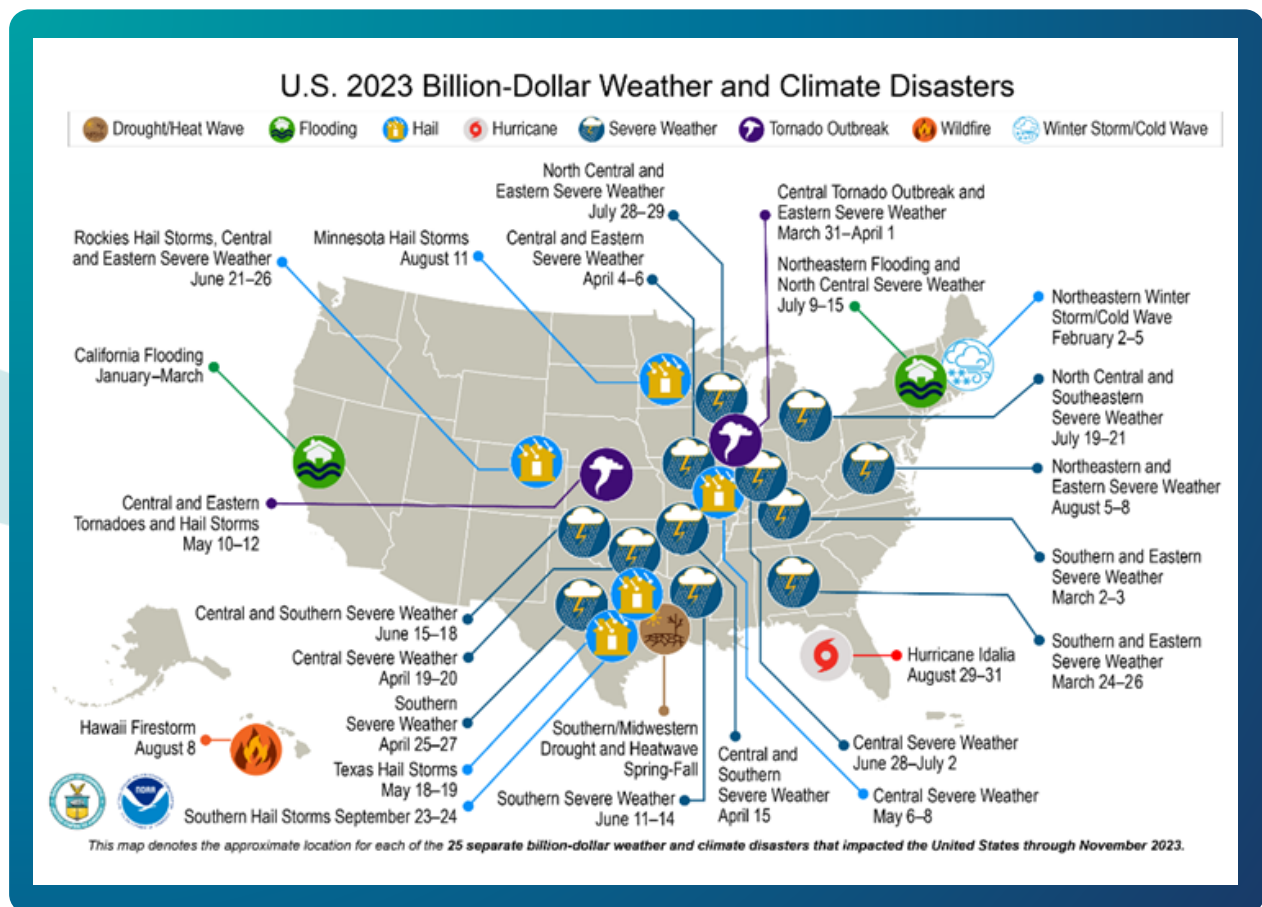 U.S. 2023 Billion-Dollar Weather and Climate Disasters
Drought/Heat Wave
Flooding
Hail
Hurricane
Severe Weather
Tornado Outbreak
Wildfire
Winter Storm/Cold Wave
North Central and
Eastern Severe Weather
July 28–29
Central Tornado Outbreak and
Eastern Severe Weather
March 31–April 1
Rockies Hail Storms, Central
and Eastern Severe Weather
June 21–26
Minnesota Hail Storms
August 11
Central and Eastern
Severe Weather
April 4–6
Northeastern Flooding and
North Central Severe Weather
July 9–15
Northeastern Winter
Storm/Cold Wave
February 2–5
California Flooding
January–March
North Central and
Southeastern
Severe Weather
July 19–21
Northeastern and
Eastern Severe Weather
August 5–8
Central and Eastern
Tornadoes and Hail Storms
May 10–12
Southern and Eastern
Severe Weather
March 2–3
Central and Southern Severe Weather
June 15–18
Southern and Eastern
Severe Weather
March 24–26
Central Severe Weather
April 19–20
Hurricane Idalia
August 29–31
Southern
Severe Weather
April 25–27
Hawaii Firestorm
August 8
Southern/Midwestern
Drought and Heatwave
Spring-Fall
Central and
Southern
Severe Weather
April 15
Central Severe Weather
June 28–July 2
Texas Hail Storms
May 18–19
Southern Severe Weather
June 11–14
Central Severe Weather
May 6–8
Southern Hail Storms September 23–24
NOAA
This map denotes the approximate location for each of the 25 separate billion-dollar weather and climate disasters that impacted the United States through November 2023.